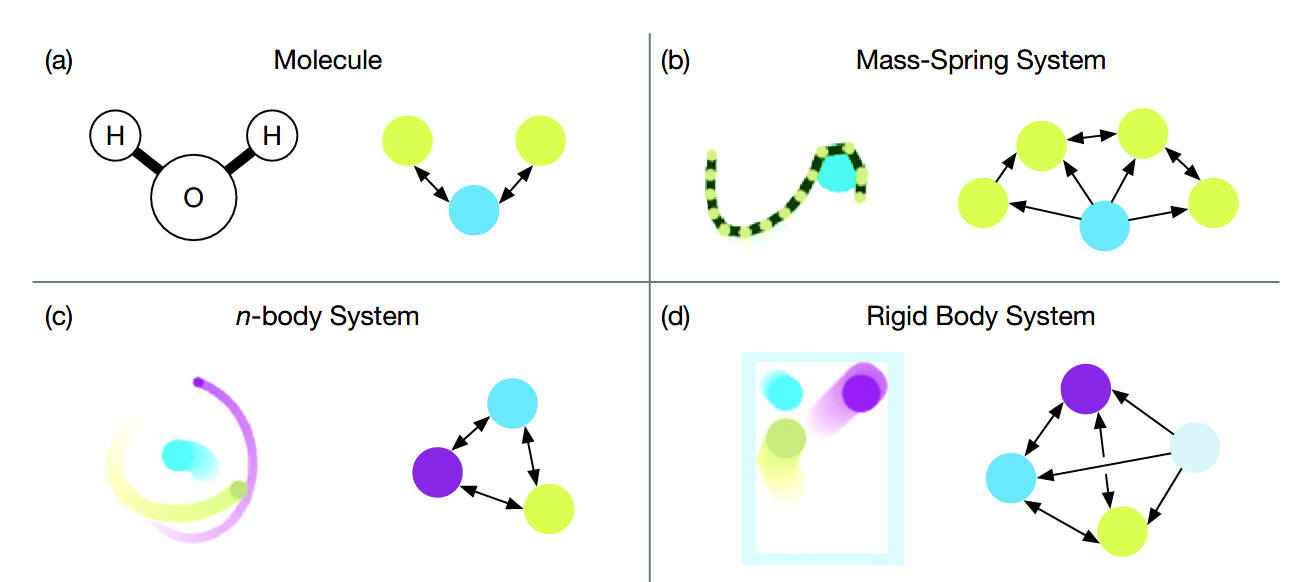 (a) Molecule
H H
O
(b) Mass-Spring System
(c) n-body System
(d) Rigid Body System